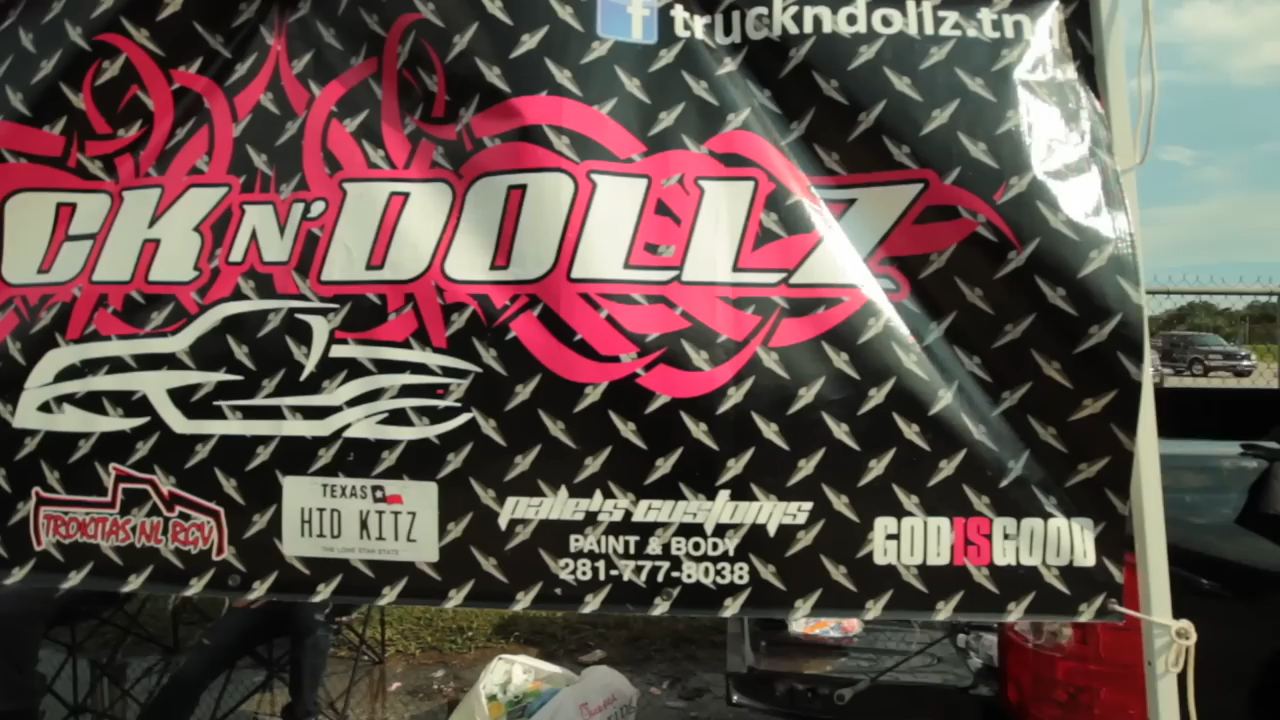 f truckndollz.tn
CK N' DOLLZ
TROKITAS NL RGV
TEXAS
HID KITZ
THE LONE STAR STATE
pale's customs
PAINT & BODY
281-777-8038
GODISGOOD